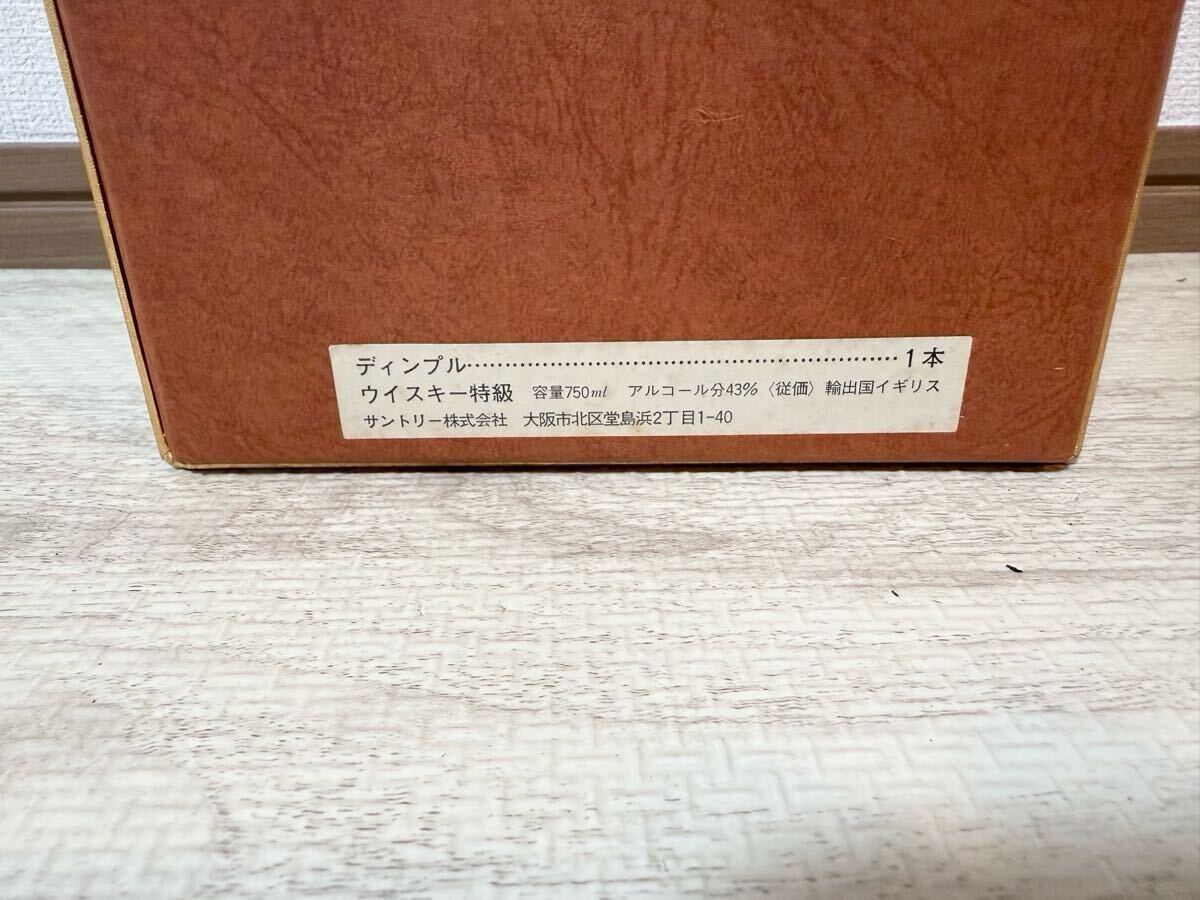 ディンプル……………………………………………………1本
ウイスキー特級 容量750ml アルコール分43% 〈従価〉 輸出国イギリス
サントリー株式会社 大阪市北区堂島浜2丁目1-40